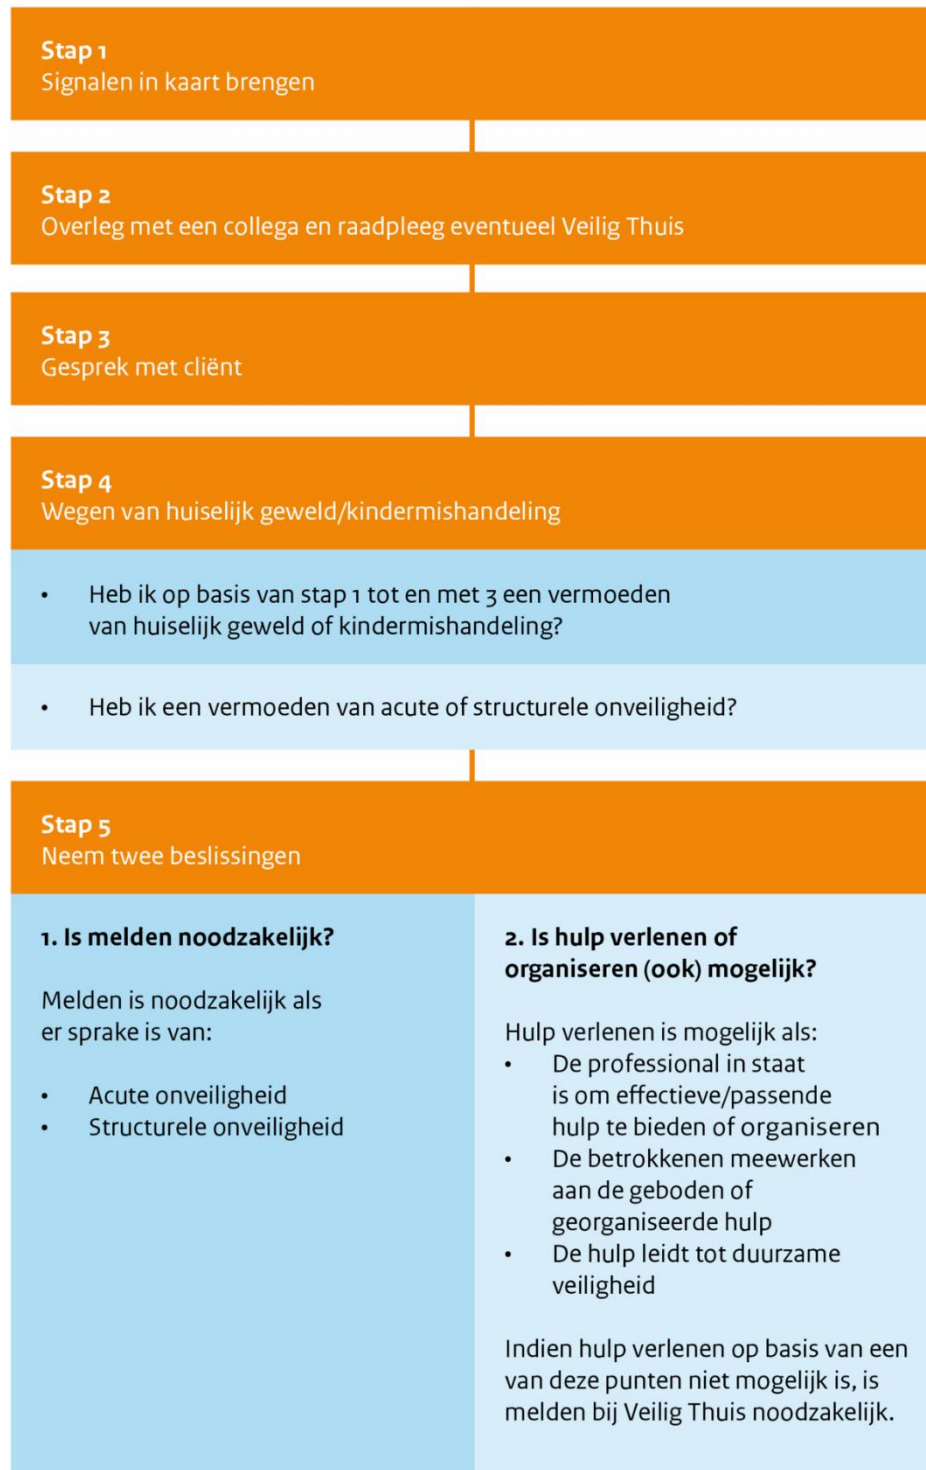 Stap 1
Signalen in kaart brengen
Stap 2
Overleg met een collega en raadpleeg eventueel Veilig Thuis
Stap 3
Gesprek met cliënt
Stap 4
Wegen van huiselijk geweld/kindermishandeling
• Heb ik op basis van stap 1 tot en met 3 een vermoeden
van huiselijk geweld of kindermishandeling?
• Heb ik een vermoeden van acute of structurele onveiligheid?
Stap 5
Neem twee beslissingen
1. Is melden noodzakelijk?
Melden is noodzakelijk als
er sprake is van:
• Acute onveiligheid
• Structurele onveiligheid
2. Is hulp verlenen of
organiseren (ook) mogelijk?
Hulp verlenen is mogelijk als:
• De professional in staat
is om effectieve/passende
hulp te bieden of organiseren
• De betrokkenen meewerken
aan de geboden of
georganiseerde hulp
• De hulp leidt tot duurzame
veiligheid
Indien hulp verlenen op basis van een
van deze punten niet mogelijk is, is
melden bij Veilig Thuis noodzakelijk.